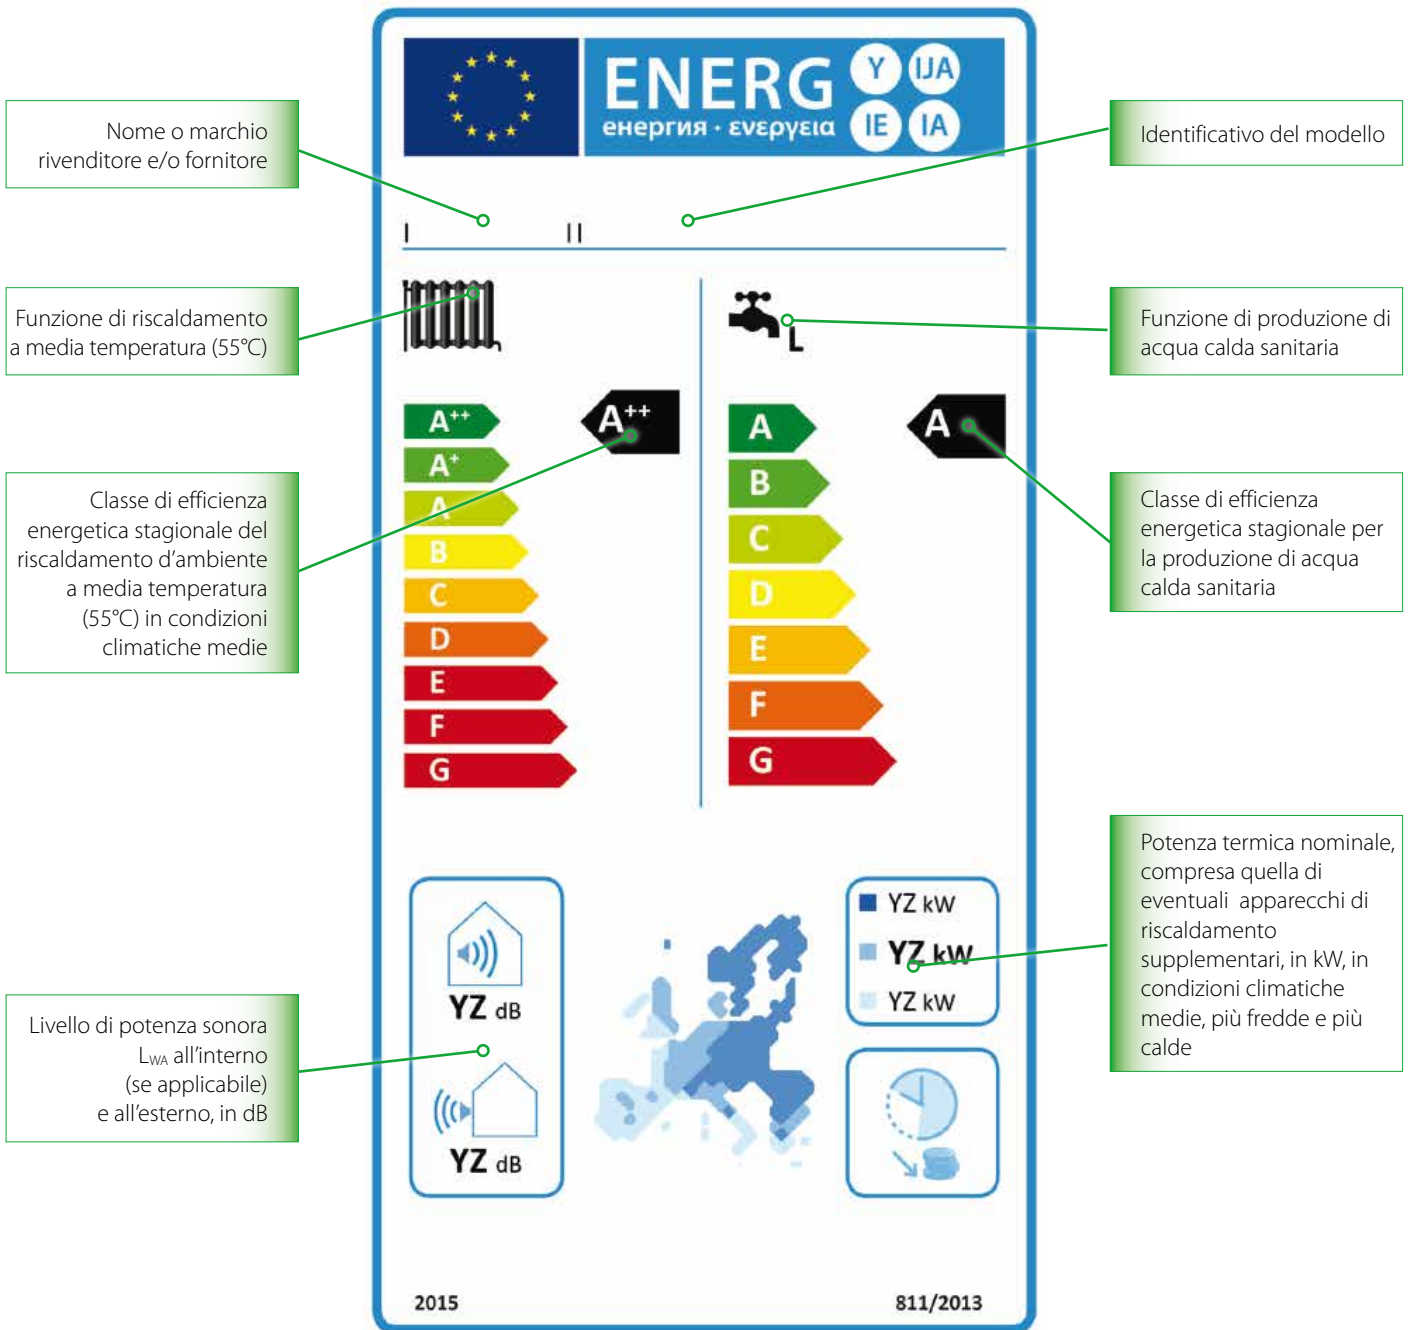 ENERG
енергия · ενεργεια
Y
IJA
IE
IA
Nome o marchio
rivenditore e/o fornitore
Identificativo del modello
I
II
Funzione di riscaldamento
a media temperatura (55°C)
L
Funzione di produzione di
acqua calda sanitaria
A++
A+
A
B
C
D
E
F
G
A++
A
B
C
D
E
F
G
A
Classe di efficienza
energetica stagionale del
riscaldamento d'ambiente
a media temperatura
(55°C) in condizioni
climatiche medie
Classe di efficienza
energetica stagionale per
la produzione di acqua
calda sanitaria
YZ dB
YZ dB
YZ kW
YZ kW
YZ kW
Potenza termica nominale,
compresa quella di
eventuali apparecchi di
riscaldamento
supplementari, in kW, in
condizioni climatiche
medie, più fredde e più
calde
Livello di potenza sonora
LWA all'interno
(se applicabile)
e all'esterno, in dB
2015
811/2013